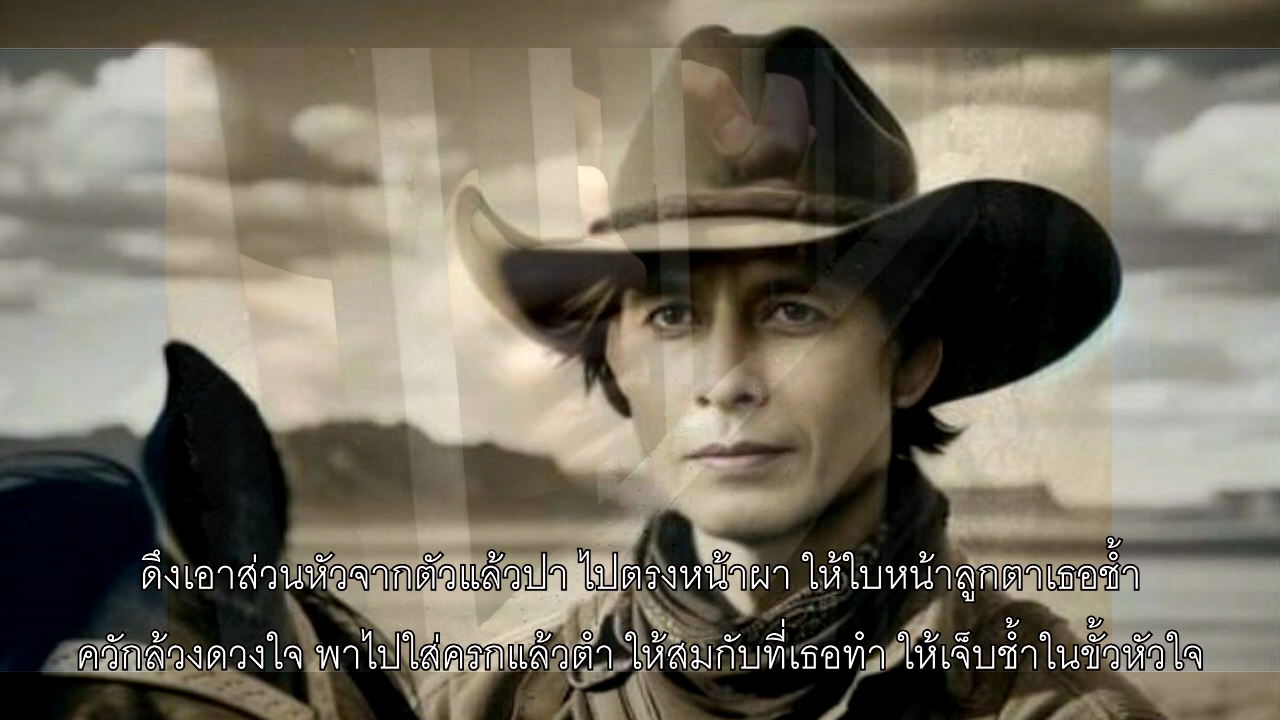 ดึงเอาส่วนหัวจากตัวแล้วปา ไปตรงหน้าผา ให้ใบหน้าลูกตาเธอช้ำ
ควักล้วงดวงใจ พาไปใส่ครกแล้วตำ ให้สมกับที่เธอทำ ให้เจ็บช้ำในขั้วหัวใจ